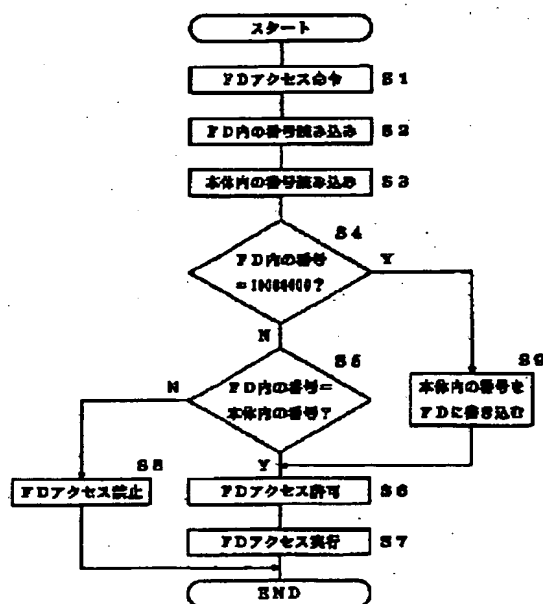 スタート
FDアクセス命令 S1
FD内の番号読み込み S2
本体内の番号読み込み S3
S4
FD内の番号
Y
N
S5
S9
FD内の番号=
本体内の番号?
N
本体内の番号を
FDに書き込む
Y
S8
FDアクセス禁止
FDアクセス許可 S6
FDアクセス実行 S7
END